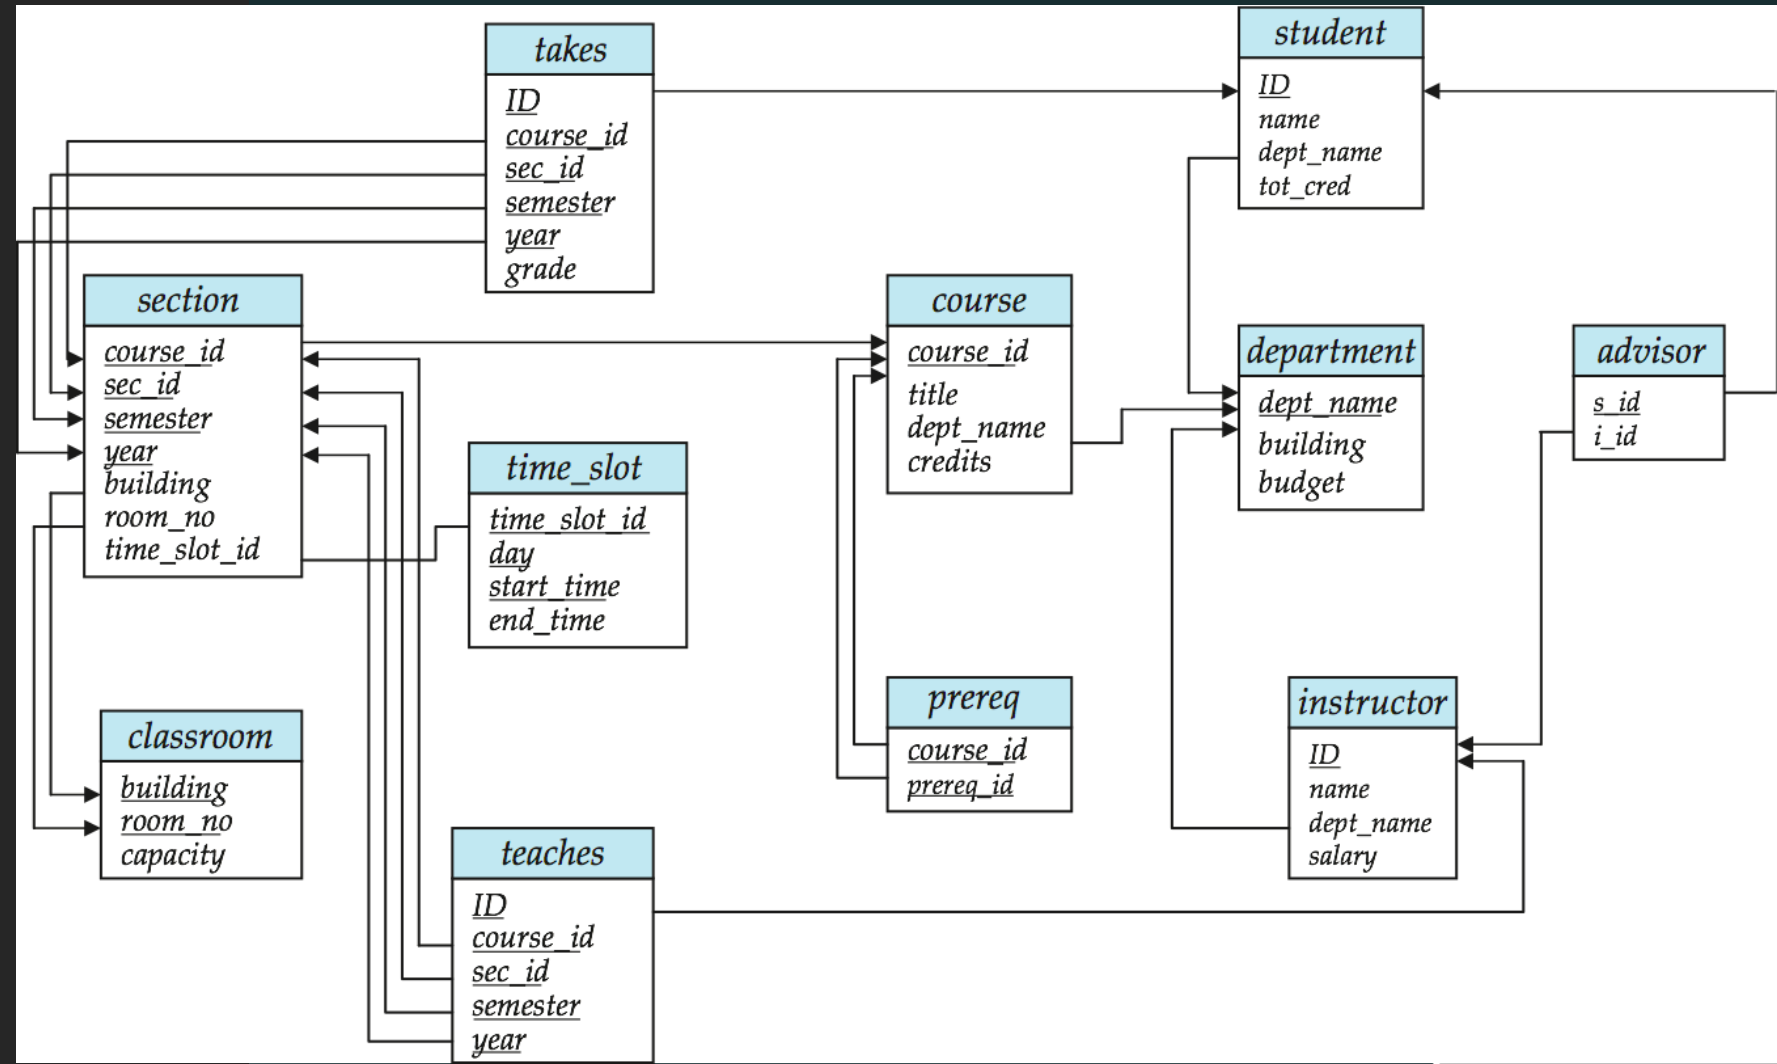 takes
ID
course_id
sec_id
semester
year
grade
student
ID
name
dept_name
tot_cred
section
course_id
sec_id
semester
year
building
room_no
time_slot_id
course
course_id
title
dept_name
credits
department
dept_name
building
budget
advisor
s_id
i_id
time_slot
time_slot_id
day
start_time
end_time
prereq
course_id
prereq_id
instructor
ID
name
dept_name
salary
classroom
building
room_no
capacity
teaches
ID
course_id
sec_id
semester
year